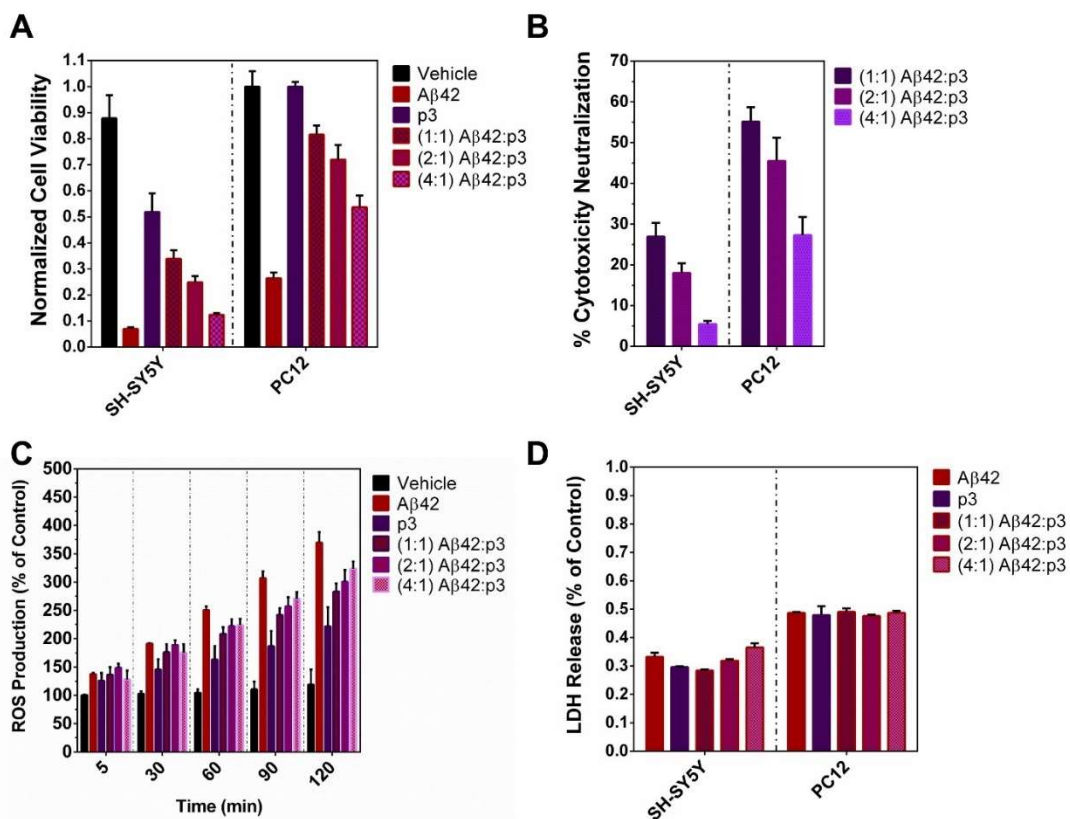 A
Normalized Cell Viability
1.1
1.0
0.9
0.8
0.7
0.6
0.5
0.4
0.3
0.2
0.1
0.0
SH-SY5Y
PC12
Vehicle
Aβ42
p3
(1:1) Aβ42:p3
(2:1) Aβ42:p3
(4:1) Aβ42:p3
B
% Cytotoxicity Neutralization
70
60
50
40
30
20
10
0
SH-SY5Y
PC12
(1:1) Aβ42:p3
(2:1) Aβ42:p3
(4:1) Aβ42:p3
C
ROS Production (% of Control)
500
450
400
350
300
250
200
150
100
50
0
5
30
60
90
120
Time (min)
Vehicle
Aβ42
p3
(1:1) Aβ42:p3
(2:1) Aβ42:p3
(4:1) Aβ42:p3
D
LDH Release (% of Control)
1.0
0.9
0.8
0.7
0.6
0.5
0.4
0.3
0.2
0.1
0.0
SH-SY5Y
PC12
Aβ42
p3
(1:1) Aβ42:p3
(2:1) Aβ42:p3
(4:1) Aβ42:p3